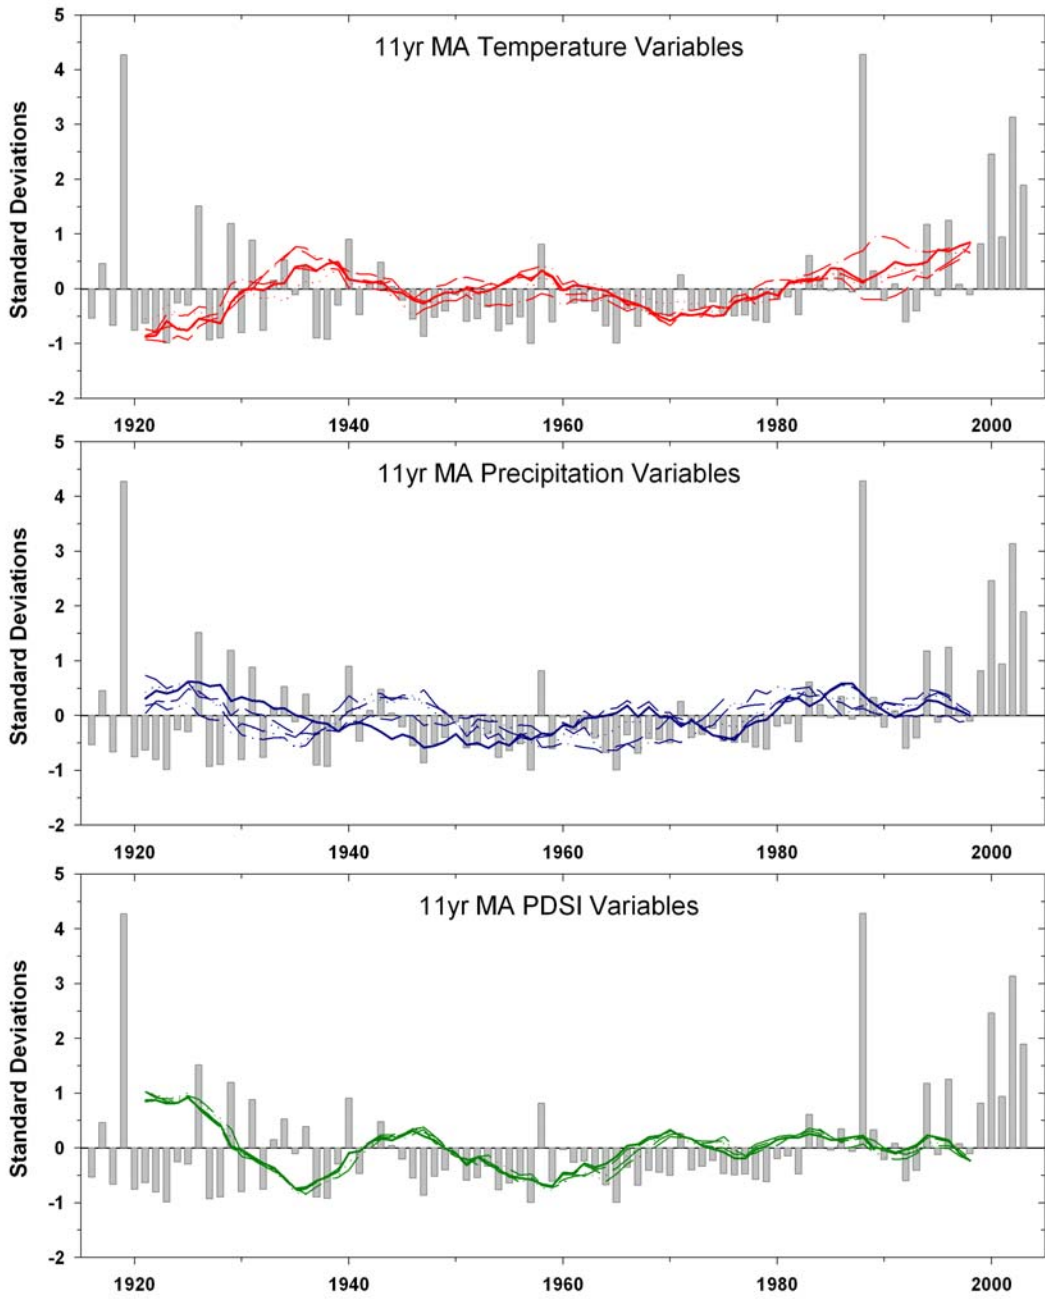 11yr MA Temperature Variables
Standard Deviations
5
4
3
2
1
0
-1
-2
1920 1940 1960 1980 2000
11yr MA Precipitation Variables
Standard Deviations
5
4
3
2
1
0
-1
-2
1920 1940 1960 1980 2000
11yr MA PDSI Variables
Standard Deviations
5
4
3
2
1
0
-1
-2
1920 1940 1960 1980 2000